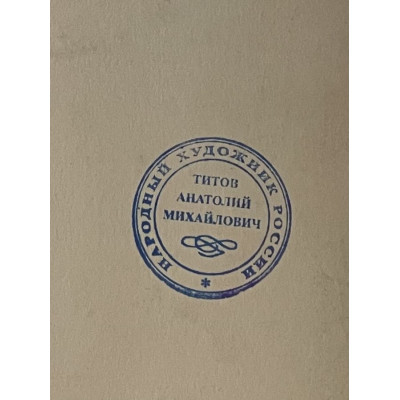 НАРОДНЫЙ ХУДОЖНИК РОССИИ
ТИТОВ
АНАТОЛИЙ
МИХАЙЛОВИЧ
*